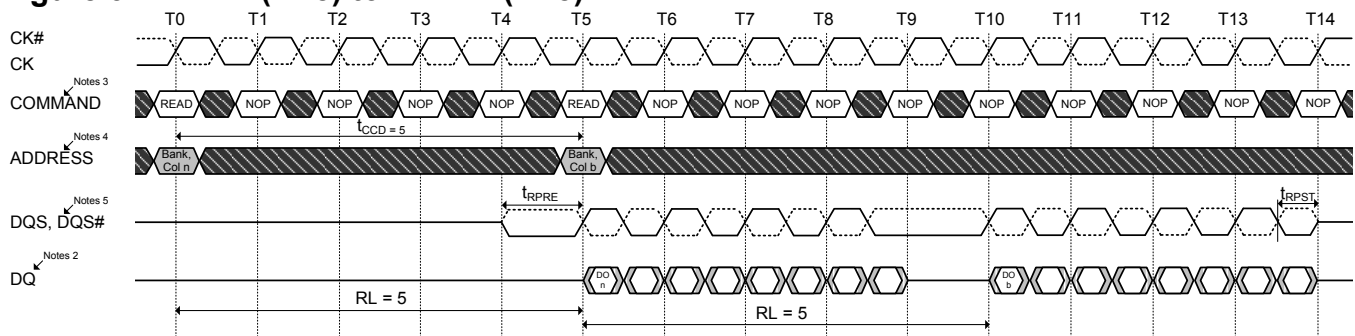 T0 T1 T2 T3 T4 T5 T6 T7 T8 T9 T10 T11 T12 T13 T14
CK#
CK
Notes 3
COMMAND READ NOP NOP NOP NOP READ NOP NOP NOP NOP NOP NOP NOP NOP NOP
tCCD = 5
Notes 4
ADDRESS Bank, Col n Bank, Col b
tRPRE tRPST
Notes 5
DQS, DQS#
Notes 2
DQ DO n DO b
RL = 5
RL = 5